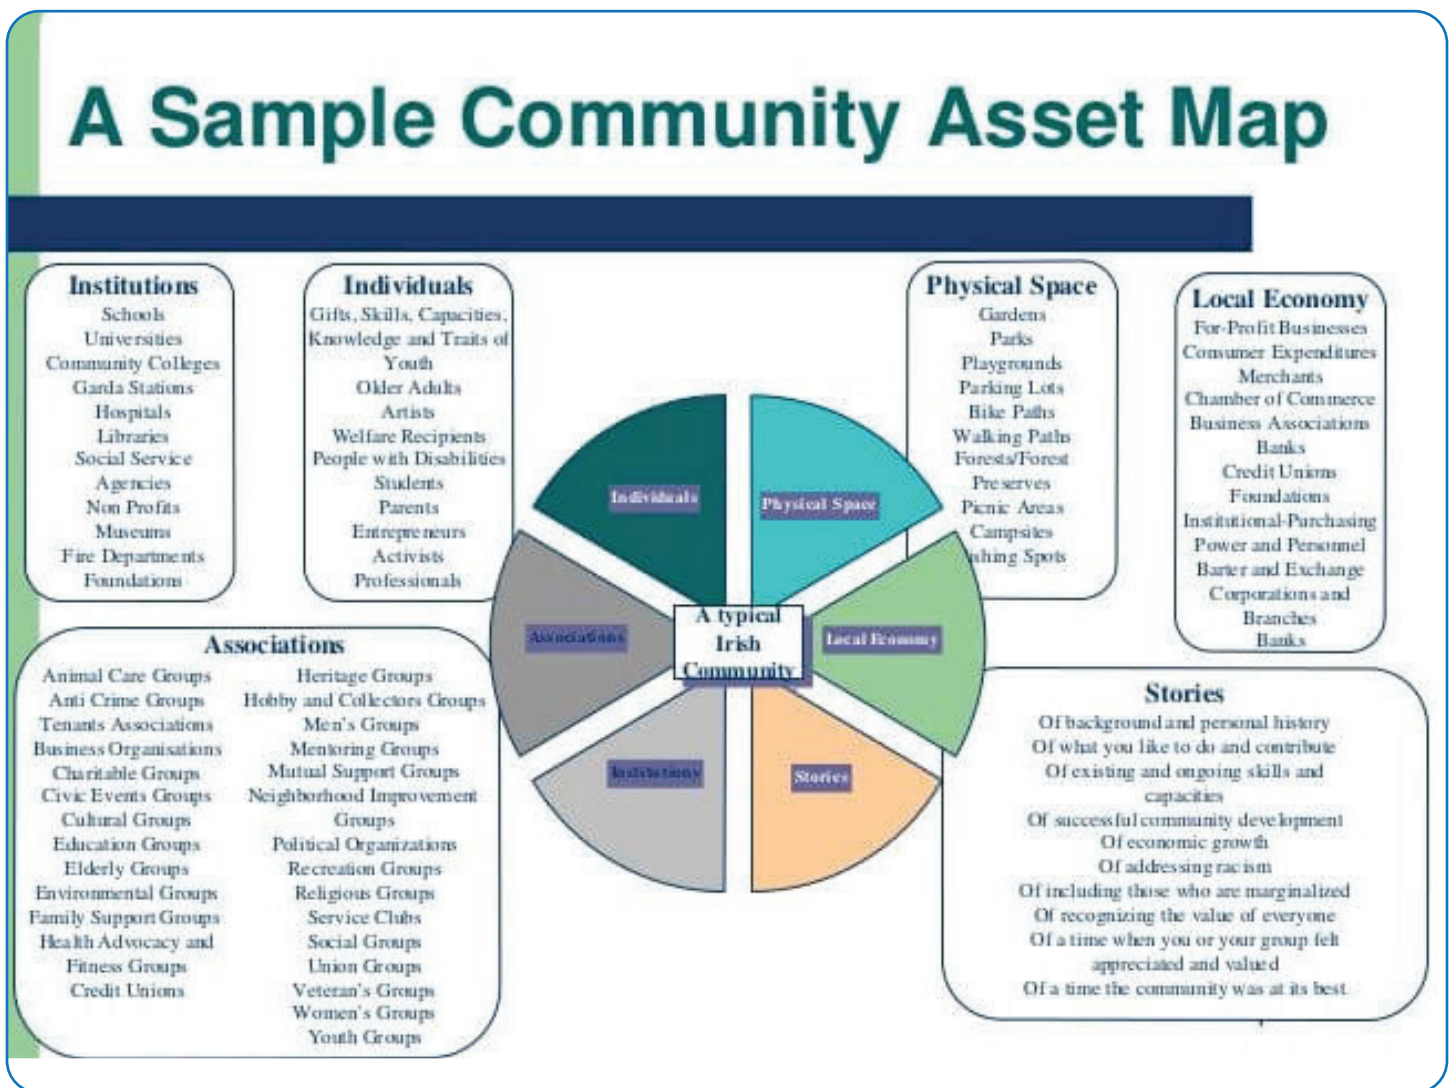 A Sample Community Asset Map
Institutions
Schools
Universities
Community Colleges
Garda Stations
Hospitals
Libraries
Social Service
Agencies
Non Profits
Museums
Fire Departments
Foundations
Individuals
Gifts, Skills, Capacities,
Knowledge and Traits of
Youth
Older Adults
Artists
Welfare Recipients
People with Disabilities
Students
Parents
Entrepreneurs
Activists
Professionals
Physical Space
Gardens
Parks
Playgrounds
Parking Lots
Bike Paths
Walking Paths
Forests/Forest
Preserves
Picnic Areas
Campsites
shing Spots
Local Economy
For-Profit Businesses
Consumer Expenditures
Merchants
Chamber of Commerce
Business Associations
Banks
Credit Unions
Foundations
Institutional-Purchasing
Power and Personnel
Barter and Exchange
Corporations and
Branches
Banks
Individuals
Physical Space
Associations
A typical
Irish
Community
Local Economy
Institutions
Stories
Associations
Animal Care Groups
Anti Crime Groups
Tenants Associations
Business Organisations
Charitable Groups
Civic Events Groups
Cultural Groups
Education Groups
Elderly Groups
Environmental Groups
Family Support Groups
Health Advocacy and
Fitness Groups
Credit Unions
Heritage Groups
Hobby and Collectors Groups
Men's Groups
Mentoring Groups
Mutual Support Groups
Neighborhood Improvement
Groups
Political Organizations
Recreation Groups
Religious Groups
Service Clubs
Social Groups
Union Groups
Veteran's Groups
Women's Groups
Youth Groups
Stories
Of background and personal history
Of what you like to do and contribute
Of existing and ongoing skills and
capacities
Of successful community development
Of economic growth
Of addressing racism
Of including those who are marginalized
Of recognizing the value of everyone
Of a time when you or your group felt
appreciated and valued
Of a time the community was at its best